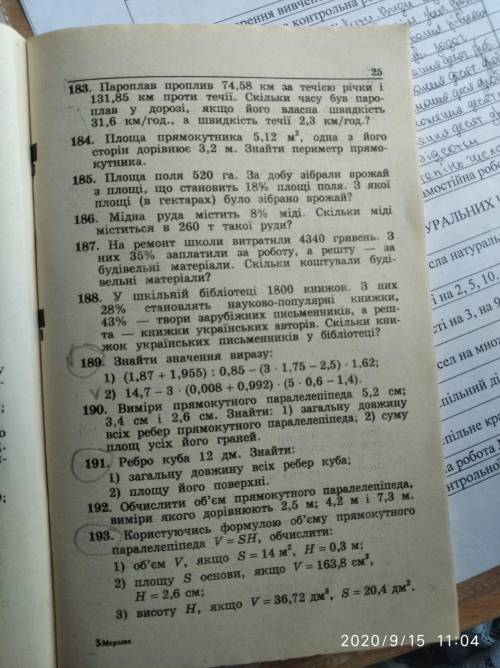 25
183. Пароплав проплив 74,58 км за течією річки і
131,85 км проти течії. Скільки часу був паро-
плав у дорозі, якщо його власна швидкість
31,6 км/год., а швидкість течії 2,3 км/год.?
184. Площа прямокутника 5,12 м², одна з його
сторін дорівнює 3,2 м. Знайти периметр прямо-
кутника.
185. Площа поля 520 га. За добу зібрали врожай
з площі, що становить 18% площі поля. З якої
площі (в гектарах) було зібрано врожай?
186. Мідна руда містить 8% міді. Скільки міді
міститься в 260 т такої руди?
187. На ремонт школи витратили 4340 гривень. З
них 35% заплатили за роботу, а решту — за
будівельні матеріали. Скільки коштували буді-
вельні матеріали?
188. У шкільній бібліотеці 1800 книжок. З них
28% становлять науково-популярні книжки,
43% — твори зарубіжних письменників, а реш-
та — книжки українських авторів. Скільки кни-
жок українських письменників у бібліотеці?
189. Знайти значення виразу:
1) (1,87 + 1,955) : 0,85 – (3 · 1,75 – 2,5) · 1,62;
2) 14,7 – 3 · (0,008 + 0,992) · (5 · 0,6 – 1,4).
190. Виміри прямокутного паралелепіпеда 5,2 см;
3,4 см і 2,6 см. Знайти: 1) загальну довжину
всіх ребер прямокутного паралелепіпеда; 2) суму
площ усіх його граней.
191. Ребро куба 12 дм. Знайти:
1) загальну довжину всіх ребер куба;
2) площу його поверхні.
192. Обчислити об'єм прямокутного паралелепіпеда,
виміри якого дорівнюють 2,5 м; 4,2 м і 7,3 м.
193. Користуючись формулою об'єму прямокутного
паралелепіпеда V = SH, обчислити:
1) об'єм V, якщо S = 14 м², H = 0,3 м;
2) площу S основи, якщо V = 163,8 см³,
H = 2,6 см;
3) висоту H, якщо V = 36,72 дм³, S = 20,4 дм².
3 Мерзляк
2020/9/15 11:04